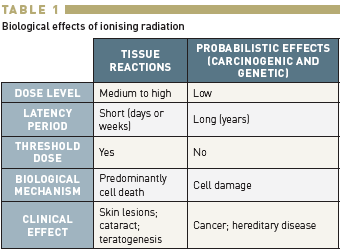 TABLE 1
Biological effects of ionising radiation
TISSUE
REACTIONS
PROBABILISTIC EFFECTS
(CARCINOGENIC AND
GENETIC)
DOSE LEVEL
Medium to high
Low
LATENCY
PERIOD
Short (days or
weeks)
Long (years)
THRESHOLD
DOSE
Yes
No
BIOLOGICAL
MECHANISM
Predominantly
cell death
Cell damage
CLINICAL
EFFECT
Skin lesions;
cataract;
teratogenesis
Cancer; hereditary disease